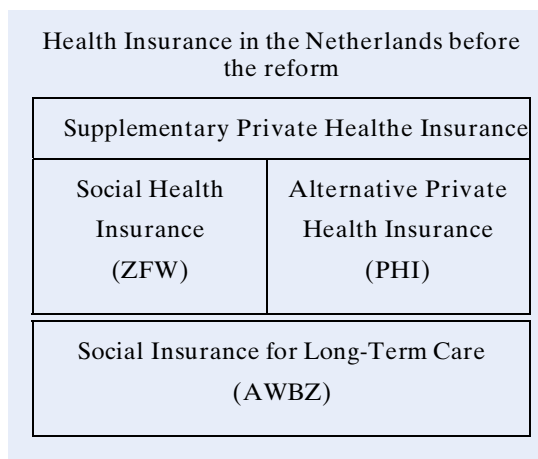 Health Insurance in the Netherlands before
the reform
Supplementary Private Healthe Insurance
Social Health
Insurance
(ZFW)
Alternative Private
Health Insurance
(PHI)
Social Insurance for Long-Term Care
(AWBZ)